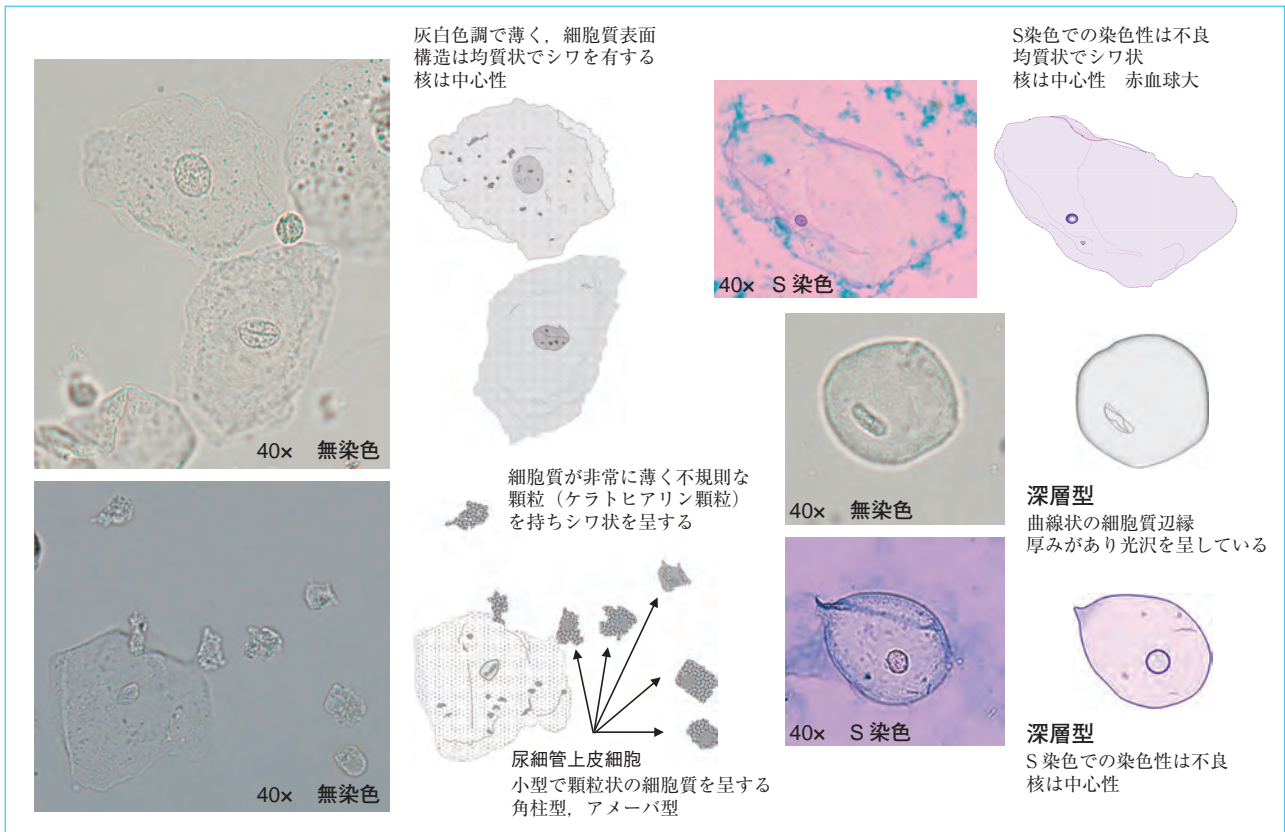 灰白色調で薄く，細胞質表面
構造は均質状でシワを有する
核は中心性
40× 無染色
S染色での染色性は不良
均質状でシワ状
核は中心性 赤血球大
40× S 染色
40× 無染色
深層型
曲線状の細胞質辺縁
厚みがあり光沢を呈している
細胞質が非常に薄く不規則な
顆粒（ケラトヒアリン顆粒）
を持ちシワ状を呈する
40× 無染色
尿細管上皮細胞
小型で顆粒状の細胞質を呈する
角柱型，アメーバ型
40× S 染色
深層型
S 染色での染色性は不良
核は中心性